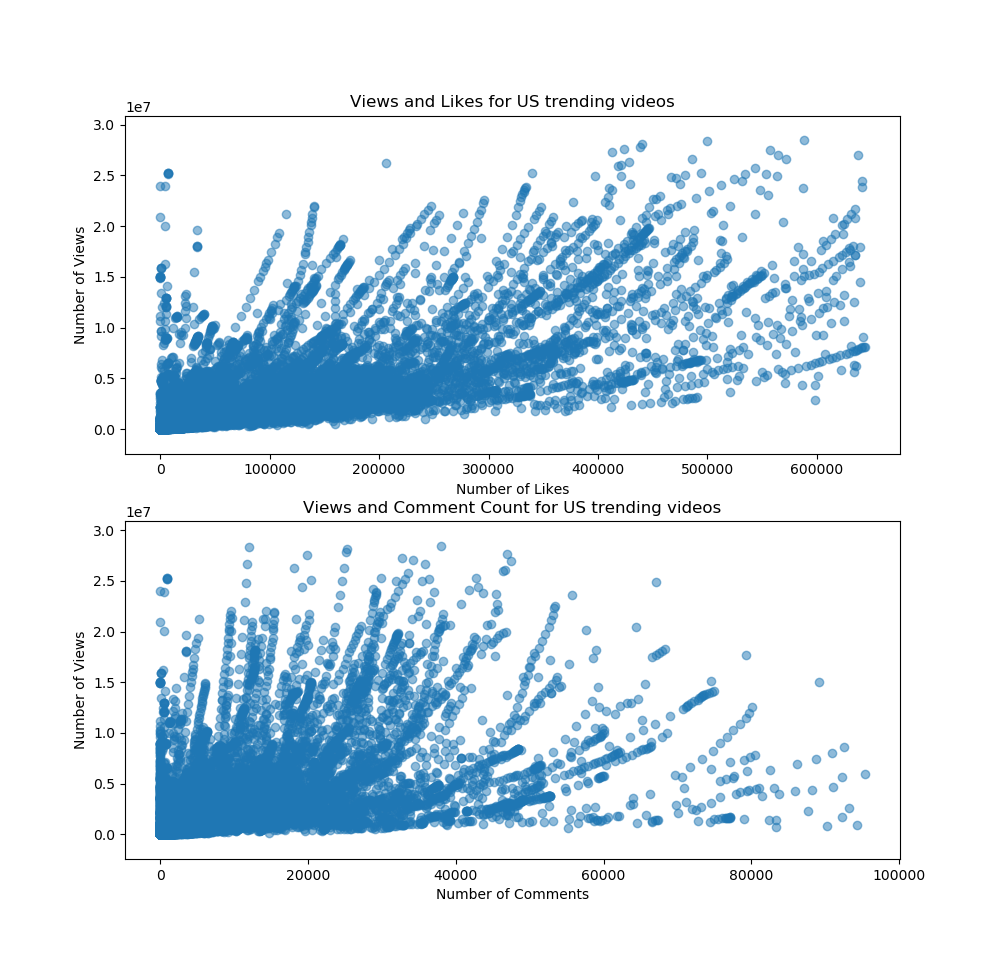 Views and Likes for US trending videos
1e7
3.0
2.5
2.0
1.5
1.0
0.5
0.0
Number of Views
0 100000 200000 300000 400000 500000 600000
Number of Likes
Views and Comment Count for US trending videos
1e7
3.0
2.5
2.0
1.5
1.0
0.5
0.0
Number of Views
0 20000 40000 60000 80000 100000
Number of Comments